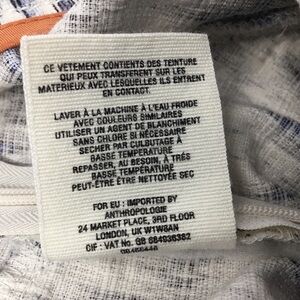 CE VETEMENT CONTIENTS DES TEINTURE
QUI PEUX TRANSFERENT SUR LES
MATERIEUX AVEC LESQUELLES ILS ENTRENT
EN CONTACT.
LAVER À LA MACHINE À L'EAU FROIDE
AVEC COULEURS SIMILAIRES
UTILISER UN AGENT DE BLANCHIMENT
SANS CHLORE SI NÉCESSAIRE
SECHER PAR CULBUTAGE À
BASSE TEMPÉRATURE
REPASSER, AU BESOIN, À TRÈS
BASSE TEMPÉRATURE
PEUT-ÊTRE ÊTRE NETTOYÉE SEC
FOR EU : IMPORTED BY
ANTHROPOLOGIE
24 MARKET PLACE, 3RD FLOOR
LONDON, UK W1W8AN
CIF : VAT No. GB 684936382